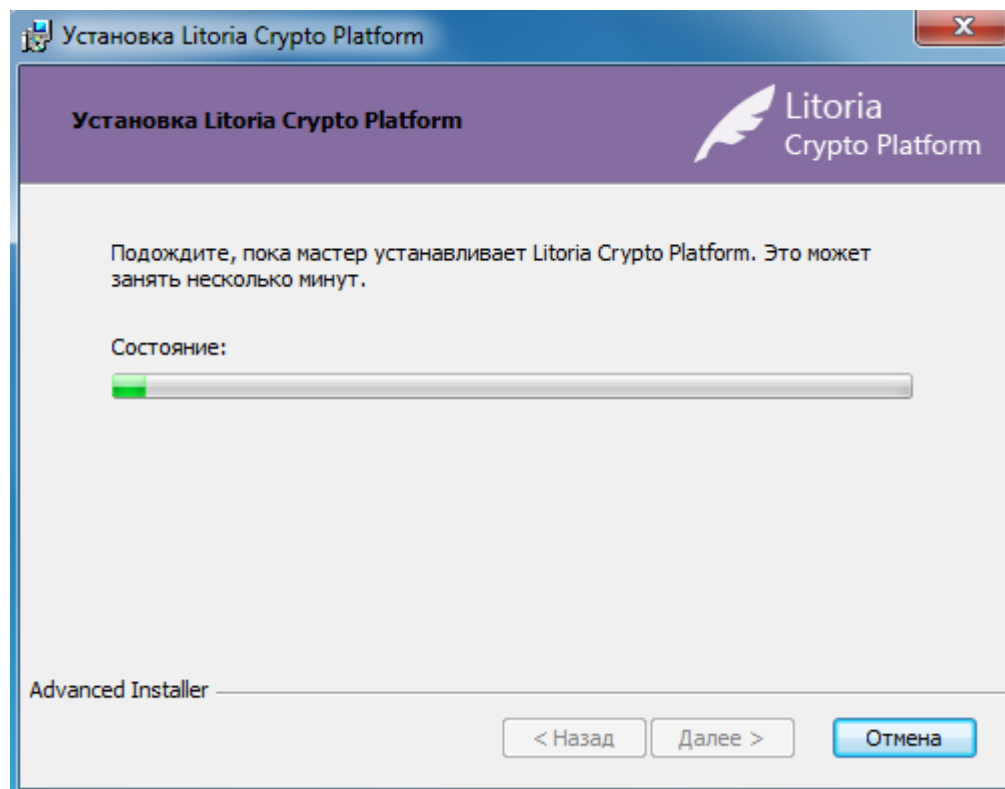 Установка Litoria Crypto Platform
Установка Litoria Crypto Platform
Litoria
Crypto Platform
Подождите, пока мастер устанавливает Litoria Crypto Platform. Это может
занять несколько минут.
Состояние:
Advanced Installer
< Назад
Далее >
Отмена